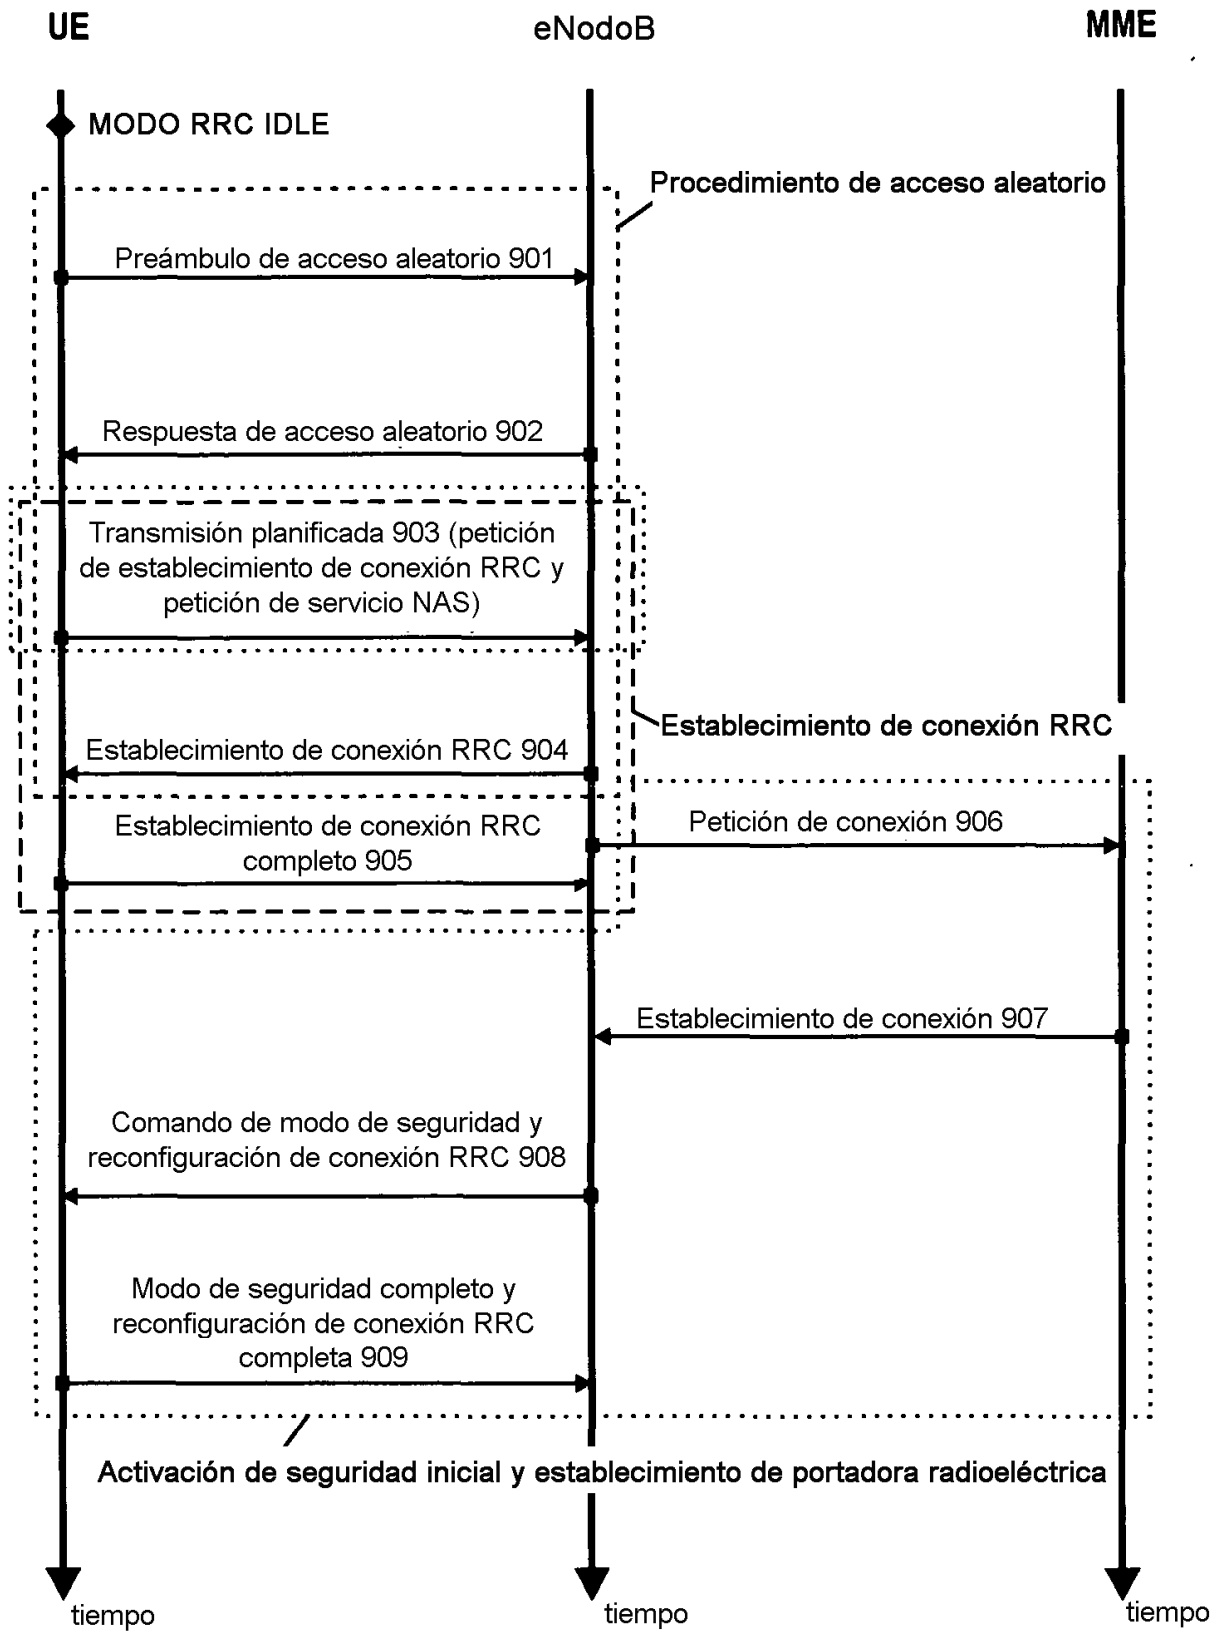 UE
eNodoB
MME
MODO RRC IDLE
Procedimiento de acceso aleatorio
Preámbulo de acceso aleatorio 901
Respuesta de acceso aleatorio 902
Transmisión planificada 903 (petición
de establecimiento de conexión RRC y
petición de servicio NAS)
Establecimiento de conexión RRC
Establecimiento de conexión RRC 904
Petición de conexión 906
Establecimiento de conexión RRC
completo 905
Establecimiento de conexión 907
Comando de modo de seguridad y
reconfiguración de conexión RRC 908
Modo de seguridad completo y
reconfiguración de conexión RRC
completa 909
Activación de seguridad inicial y establecimiento de portadora radioeléctrica
tiempo
tiempo
tiempo